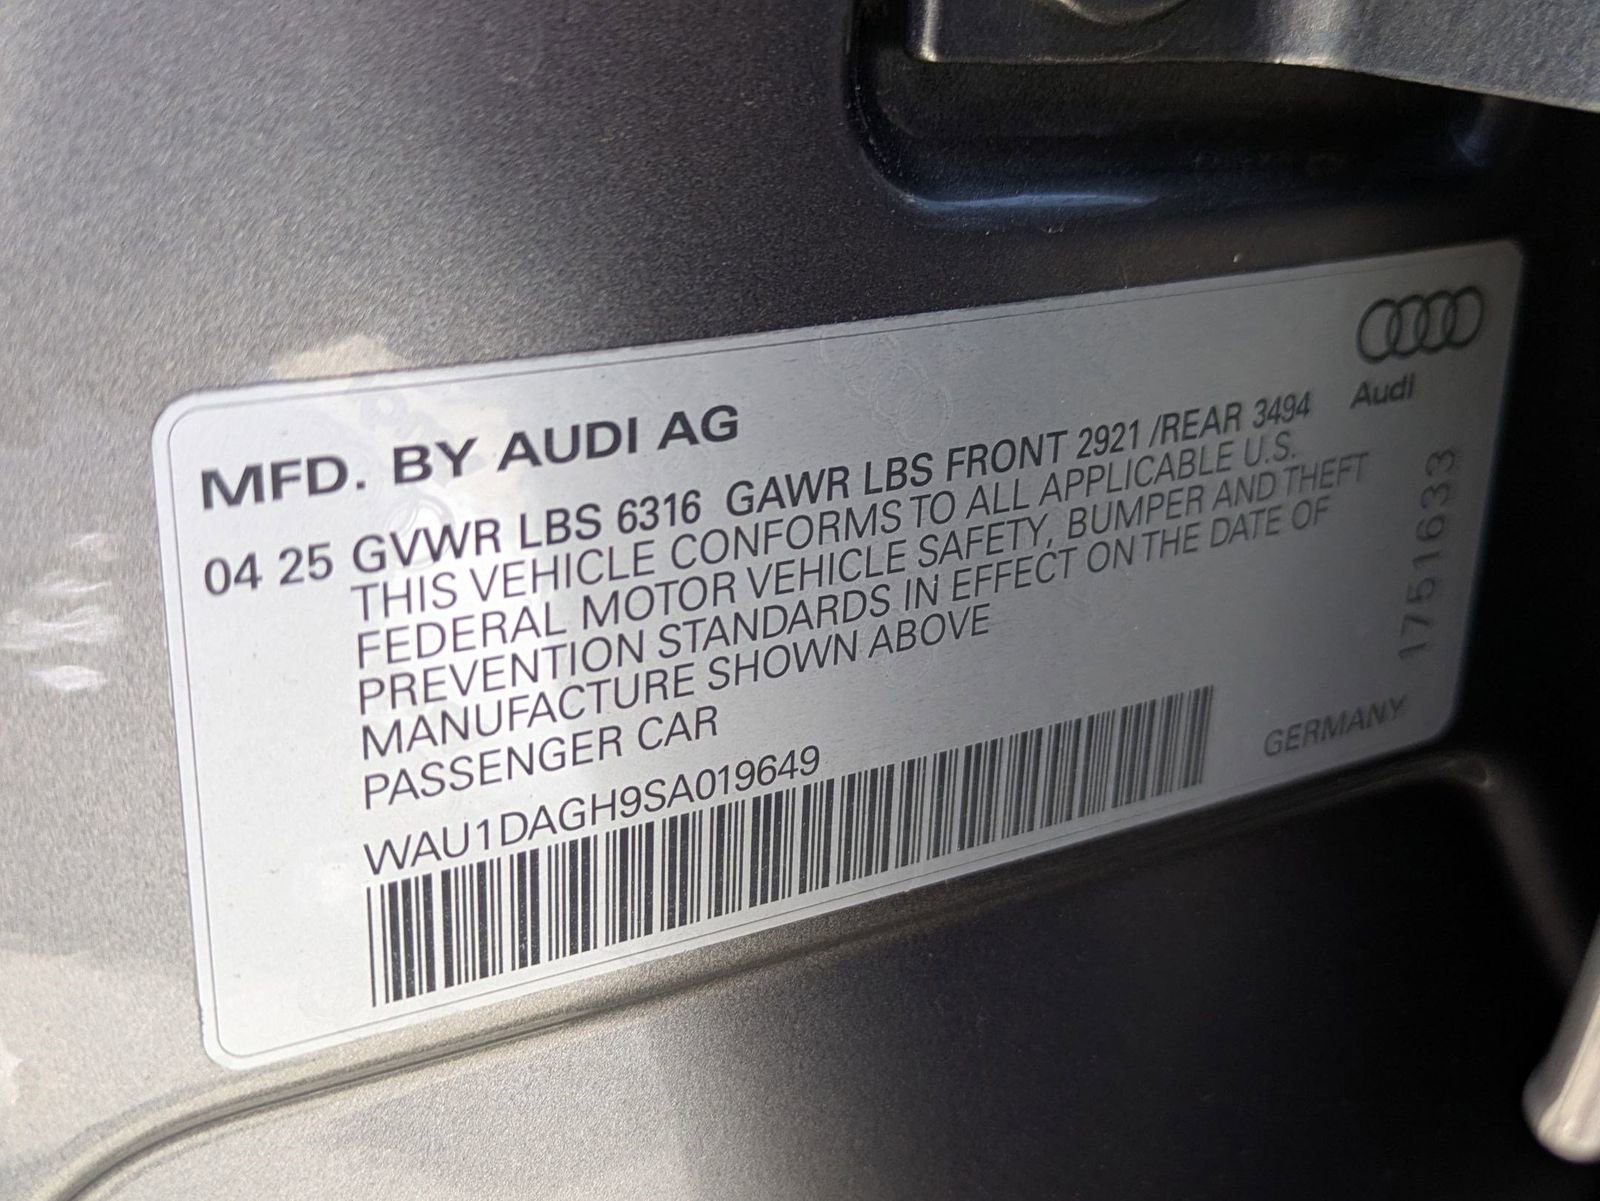 MFD. BY AUDI AG
Audi
04 25 GVWR LBS 6316 GAWR LBS FRONT 2921 /REAR 3494
THIS VEHICLE CONFORMS TO ALL APPLICABLE U.S.
FEDERAL MOTOR VEHICLE SAFETY, BUMPER AND THEFT
PREVENTION STANDARDS IN EFFECT ON THE DATE OF
MANUFACTURE SHOWN ABOVE
PASSENGER CAR
WAU1DAGH9SA019649
1751633
GERMANY